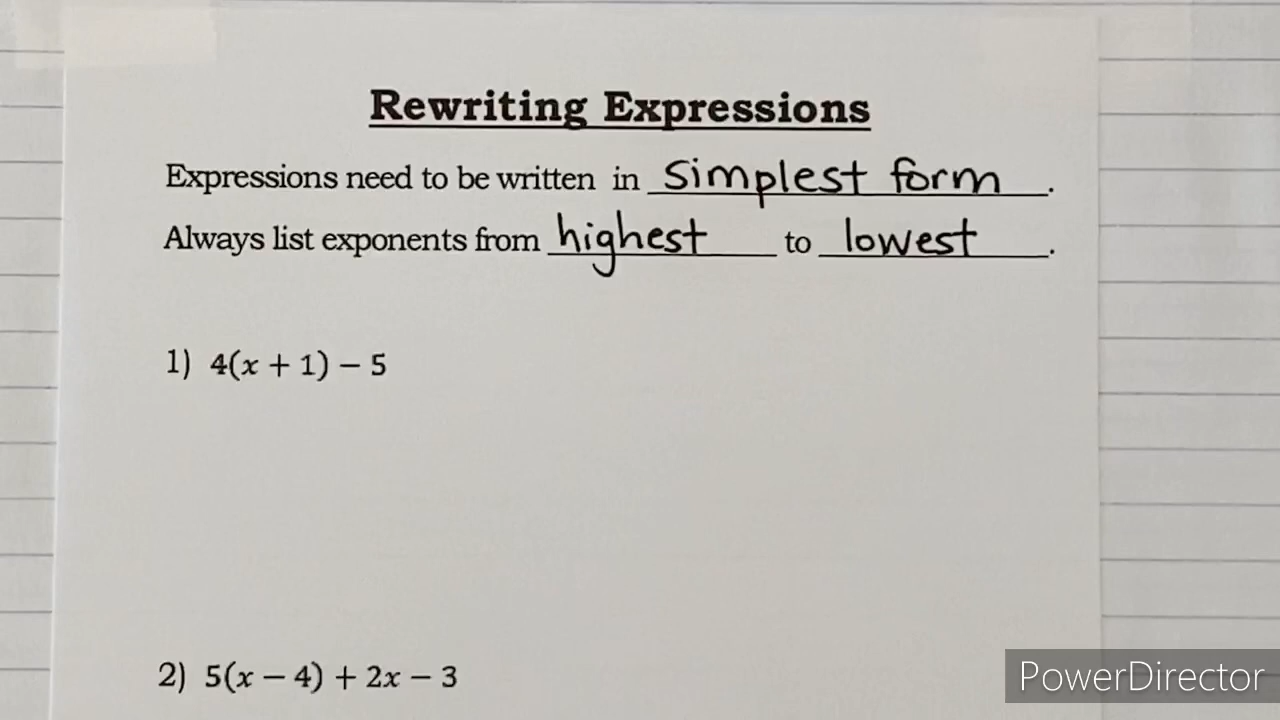 Rewriting Expressions
Expressions need to be written in simplest form.
Always list exponents from highest to lowest.
1) 4(x + 1) – 5
2) 5(x – 4) + 2x – 3
PowerDirector